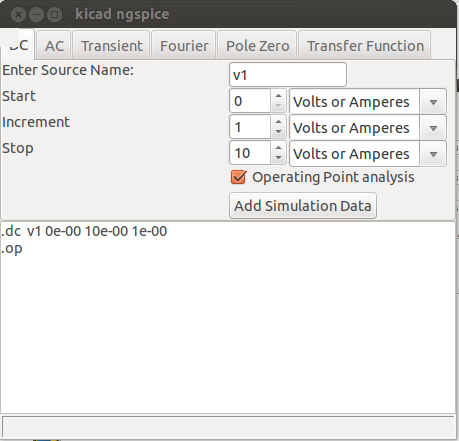 kicad ngspice
DC AC Transient Fourier Pole Zero Transfer Function
Enter Source Name: v1
Start 0 Volts or Amperes
Increment 1 Volts or Amperes
Stop 10 Volts or Amperes
Operating Point analysis
Add Simulation Data
.dc v1 0e-00 10e-00 1e-00
.op